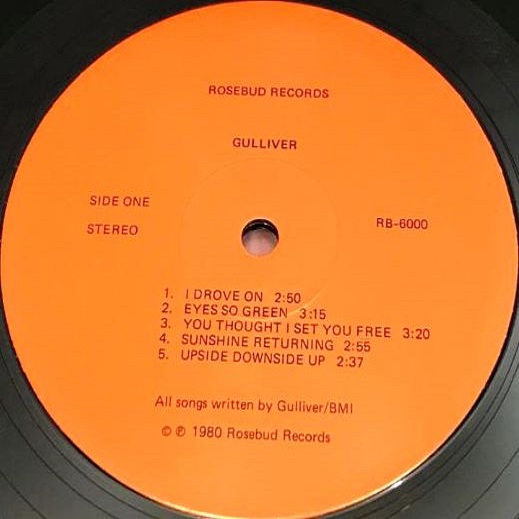 ROSEBUD RECORDS
GULLIVER
SIDE ONE
STEREO
RB-6000
1. I DROVE ON 2:50
2. EYES SO GREEN 3:15
3. YOU THOUGHT I SET YOU FREE 3:20
4. SUNSHINE RETURNING 2:55
5. UPSIDE DOWNSIDE UP 2:37
All songs written by Gulliver/BMI
© ℗ 1980 Rosebud Records